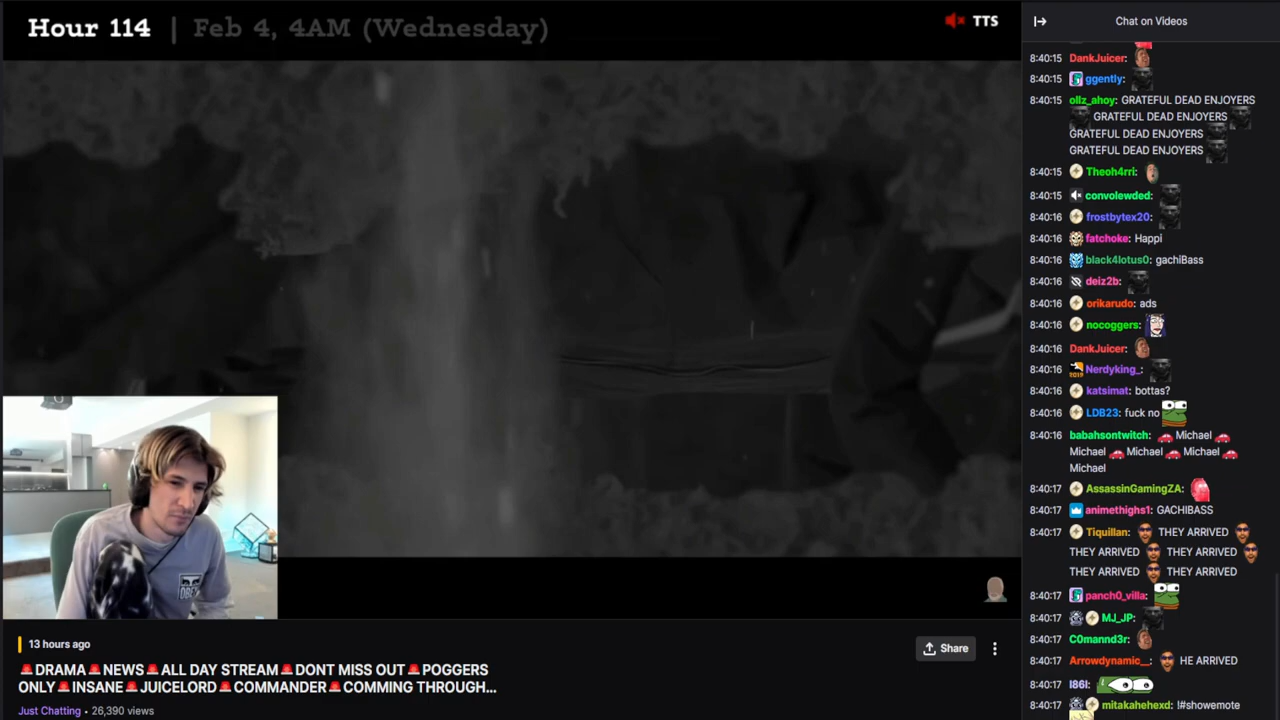 Hour 114 | Feb 4, 4AM (Wednesday)
TTS
Chat on Videos
8:40:15 DankJuicer:
8:40:15 ggently:
8:40:15 ollz_ahoy: GRATEFUL DEAD ENJOYERS
GRATEFUL DEAD ENJOYERS
GRATEFUL DEAD ENJOYERS
GRATEFUL DEAD ENJOYERS
8:40:15 Theoh4rri:
8:40:15 convolewded:
8:40:16 frostbytex20:
8:40:16 fatchoke: Happi
8:40:16 black4lotus0: gachiBass
8:40:16 deiz2b:
8:40:16 orikarudo: ads
8:40:16 nocoggers:
8:40:16 DankJuicer:
8:40:16 Nerdyking_:
8:40:16 katsimat: bottas?
8:40:16 LDB23: fuck no
8:40:16 babahsontwitch: Michael
Michael Michael Michael
Michael
8:40:17 AssassinGamingZA:
8:40:17 animethighs1: GACHIBASS
8:40:17 Tiquillan: THEY ARRIVED
THEY ARRIVED THEY ARRIVED
THEY ARRIVED THEY ARRIVED
8:40:17 panch0_villa:
8:40:17 MJ_JP:
8:40:17 C0mannd3r:
8:40:17 Arrowdynamic__: HE ARRIVED
8:40:17 I86I:
8:40:17 mitakahehexd: !#showemote
OBEY
13 hours ago
Share
DRAMA NEWS ALL DAY STREAM DONT MISS OUT POGGERS
ONLY INSANE JUICELORD COMMANDER COMMING THROUGH...
Just Chatting • 26,390 views